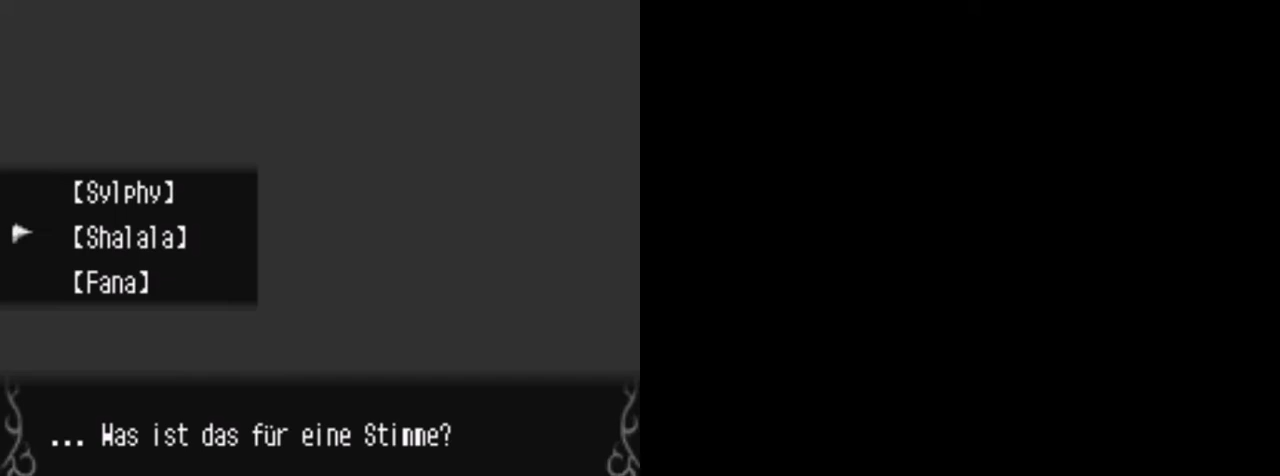 【Sylphy】
【Shalala】
【Fana】
... Was ist das für eine Stimme?